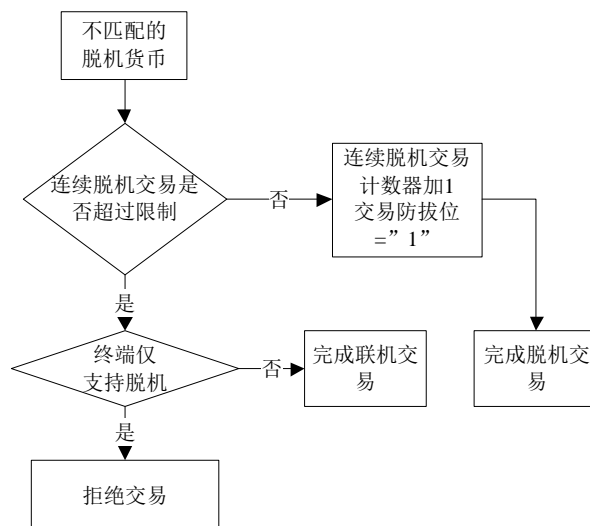 不匹配的
脱机货币
连续脱机交易是
否超过限制
否
连续脱机交易
计数器加1
交易防拔位
=”1”
是
终端仅
支持脱机
否
完成联机交
易
完成脱机交
易
是
拒绝交易